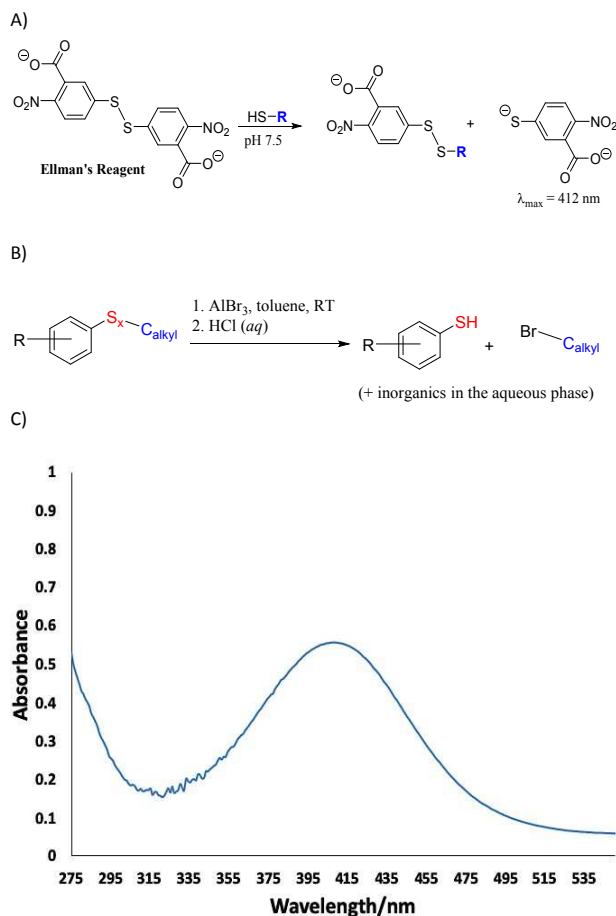 A)
⊖
O
O
NO₂
S
S
NO₂
O⊖
O
Ellman's Reagent
HS–R
pH 7.5
⊖
O
O
NO₂
S
S–R
+
⊖
S
NO₂
O⊖
O
λmax = 412 nm
B)
R
Sx
Calkyl
1. AlBr₃, toluene, RT
2. HCl (aq)
R
SH
+
Br
Calkyl
(+ inorganics in the aqueous phase)
C)
1
0.9
0.8
0.7
0.6
0.5
0.4
0.3
0.2
0.1
0
Absorbance
275 295 315 335 355 375 395 415 435 455 475 495 515 535
Wavelength/nm